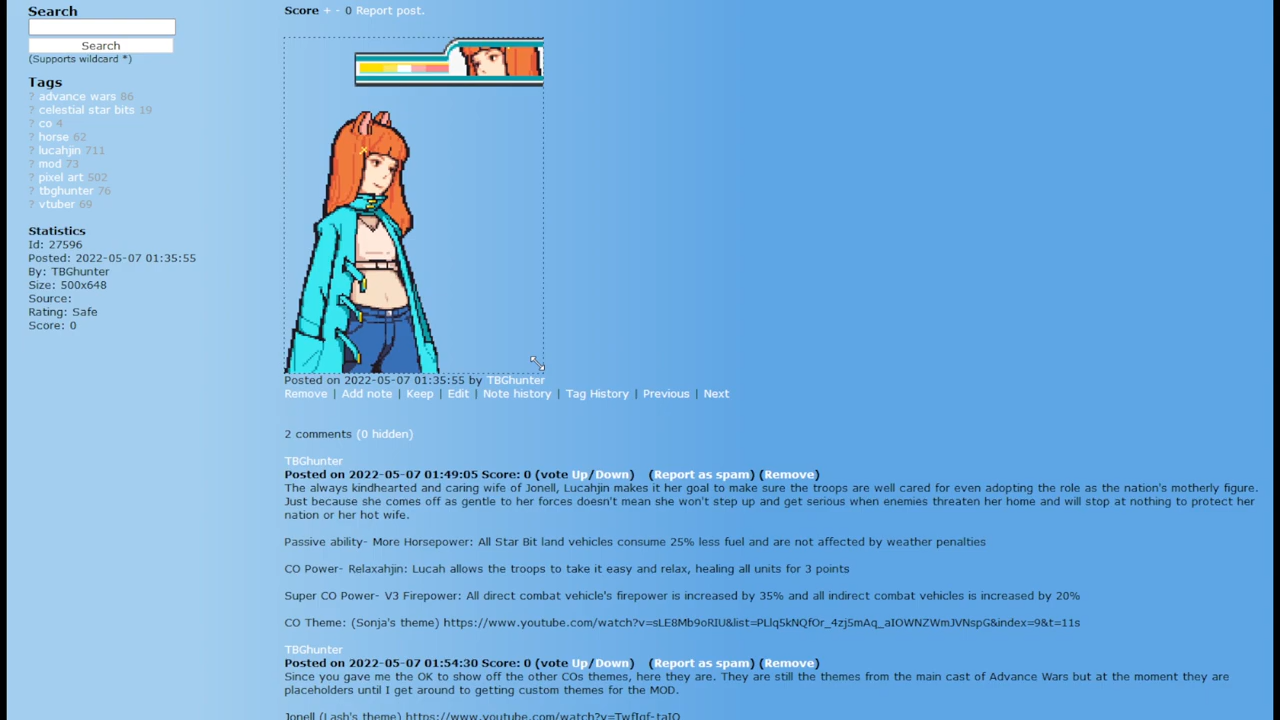 Search
Search
(Supports wildcard *)
Tags
? advance wars 86
? celestial star bits 19
? co 4
? horse 62
? lucahjin 711
? mod 73
? pixel art 502
? tbghunter 76
? vtuber 69
Statistics
Id: 27596
Posted: 2022-05-07 01:35:55
By: TBGhunter
Size: 500x648
Source:
Rating: Safe
Score: 0
Score + - 0 Report post.
Posted on 2022-05-07 01:35:55 by TBGhunter
Remove | Add note | Keep | Edit | Note history | Tag History | Previous | Next
2 comments (0 hidden)
TBGhunter
Posted on 2022-05-07 01:49:05 Score: 0 (vote Up/Down) (Report as spam) (Remove)
The always kindhearted and caring wife of Jonell, Lucahjin makes it her goal to make sure the troops are well cared for even adopting the role as the nation's motherly figure.
Just because she comes off as gentle to her forces doesn't mean she won't step up and get serious when enemies threaten her home and will stop at nothing to protect her
nation or her hot wife.
Passive ability- More Horsepower: All Star Bit land vehicles consume 25% less fuel and are not affected by weather penalties
CO Power- Relaxahjin: Lucah allows the troops to take it easy and relax, healing all units for 3 points
Super CO Power- V3 Firepower: All direct combat vehicle's firepower is increased by 35% and all indirect combat vehicles is increased by 20%
CO Theme: (Sonja's theme) https://www.youtube.com/watch?v=sLE8Mb9oRIU&list=PLlq5kNQfOr_4zj5mAq_aIOWNZWmJVNspG&index=9&t=11s
TBGhunter
Posted on 2022-05-07 01:54:30 Score: 0 (vote Up/Down) (Report as spam) (Remove)
Since you gave me the OK to show off the other COs themes, here they are. They are still the themes from the main cast of Advance Wars but at the moment they are
placeholders until I get around to getting custom themes for the MOD.
Jonell (Lash's theme)